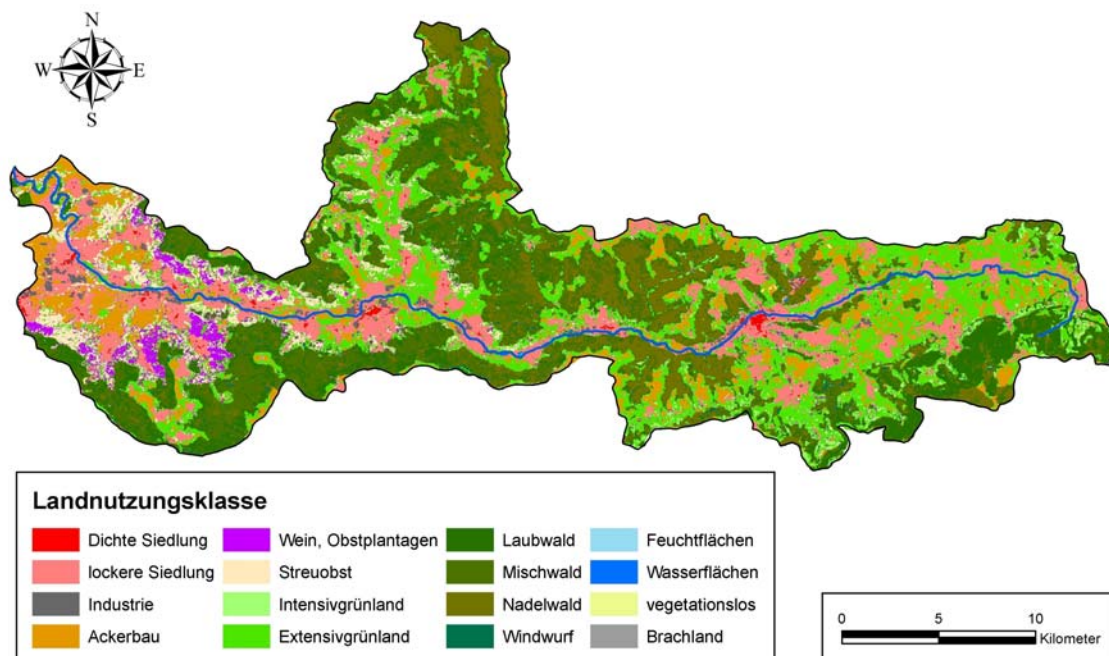 N
W E
S
Landnutzungsklasse
Dichte Siedlung Wein, Obstplantagen Laubwald Feuchtflächen
lockere Siedlung Streuobst Mischwald Wasserflächen
Industrie Intensivgrünland Nadelwald vegetationslos
Ackerbau Extensivgrünland Windwurf Brachland
0 5 10
Kilometer